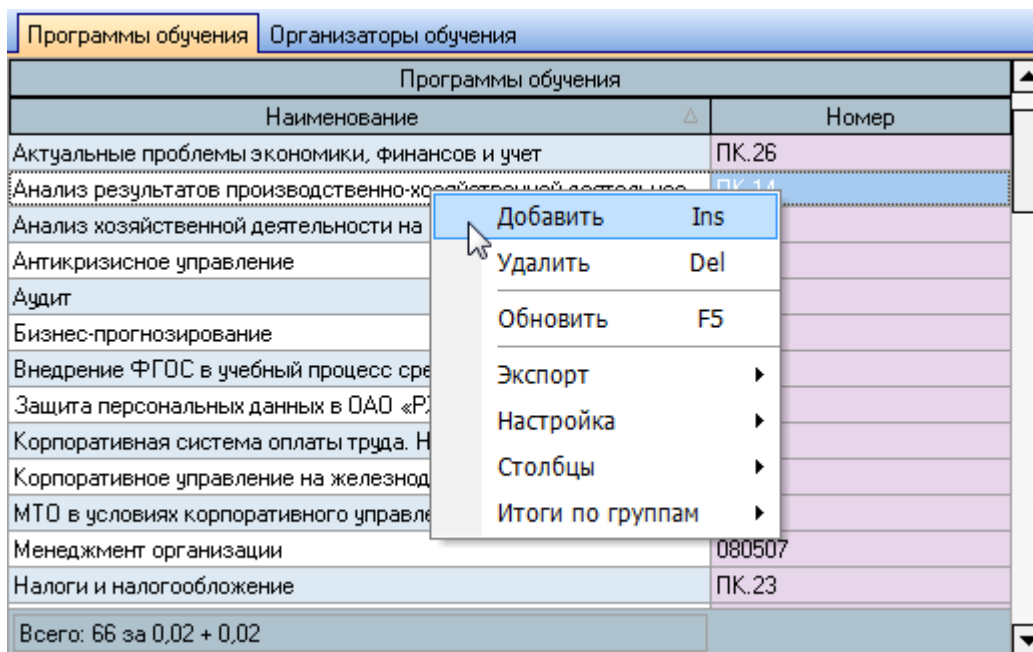 Программы обучения Организаторы обучения
Программы обучения
Наименование Номер
Актуальные проблемы экономики, финансов и учет ПК.26
Анализ результатов производственно-хозяйственной деятельнос ПК.14
Анализ хозяйственной деятельности на
Добавить Ins
Антикризисное управление
Удалить Del
Аудит
Бизнес-прогнозирование
Обновить F5
Внедрение ФГОС в учебный процесс сре
Экспорт
Защита персональных данных в ОАО «РЖ
Настройка
Корпоративная система оплаты труда. Н
Столбцы
Корпоративное управление на железнод
МТО в условиях корпоративного управле
Итоги по группам
Менеджмент организации 080507
Налоги и налогообложение ПК.23
Всего: 66 за 0,02 + 0,02